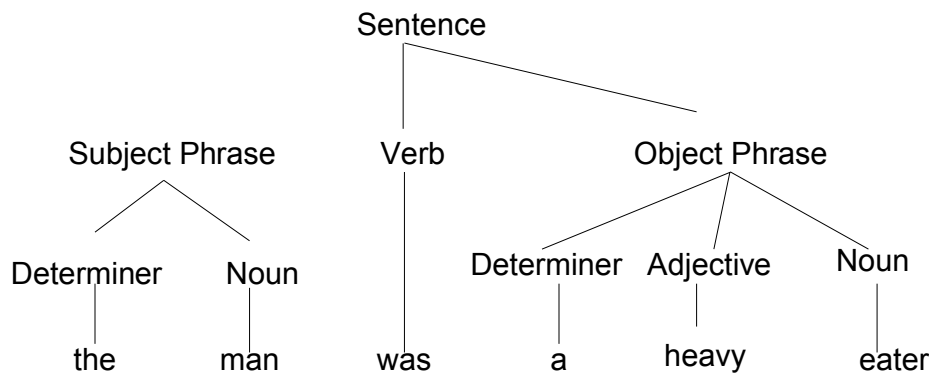 Sentence
Subject Phrase Verb Object Phrase
Determiner Noun Determiner Adjective Noun
the man was a heavy eater